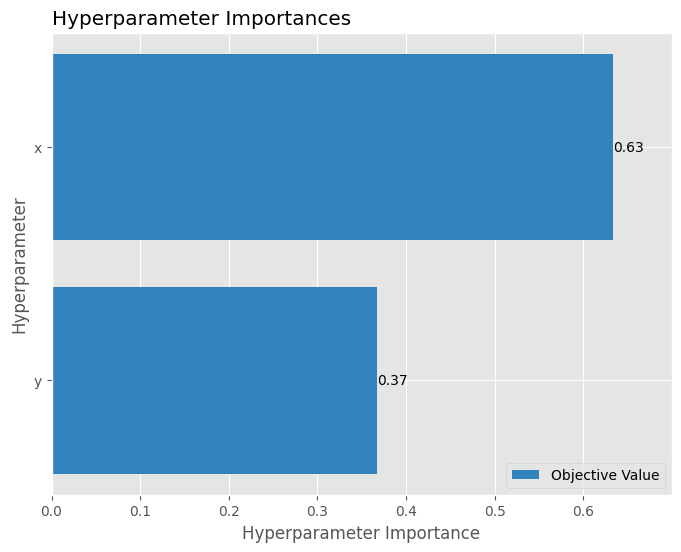 Hyperparameter Importances
Hyperparameter
x
0.63
y
0.37
Objective Value
0.0 0.1 0.2 0.3 0.4 0.5 0.6
Hyperparameter Importance